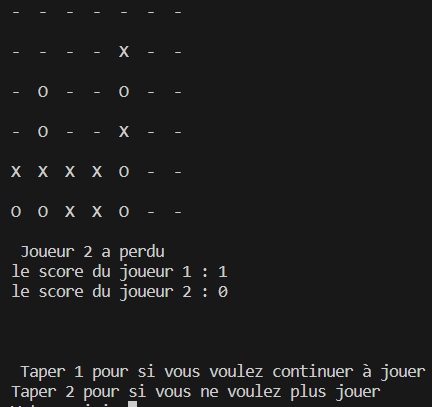 - - - - - - -
- - - - X - -
- O - - O - -
- O - - X - -
X X X X O - -
O O X X O - -
Joueur 2 a perdu
le score du joueur 1 : 1
le score du joueur 2 : 0
Taper 1 pour si vous voulez continuer à jouer
Taper 2 pour si vous ne voulez plus jouer